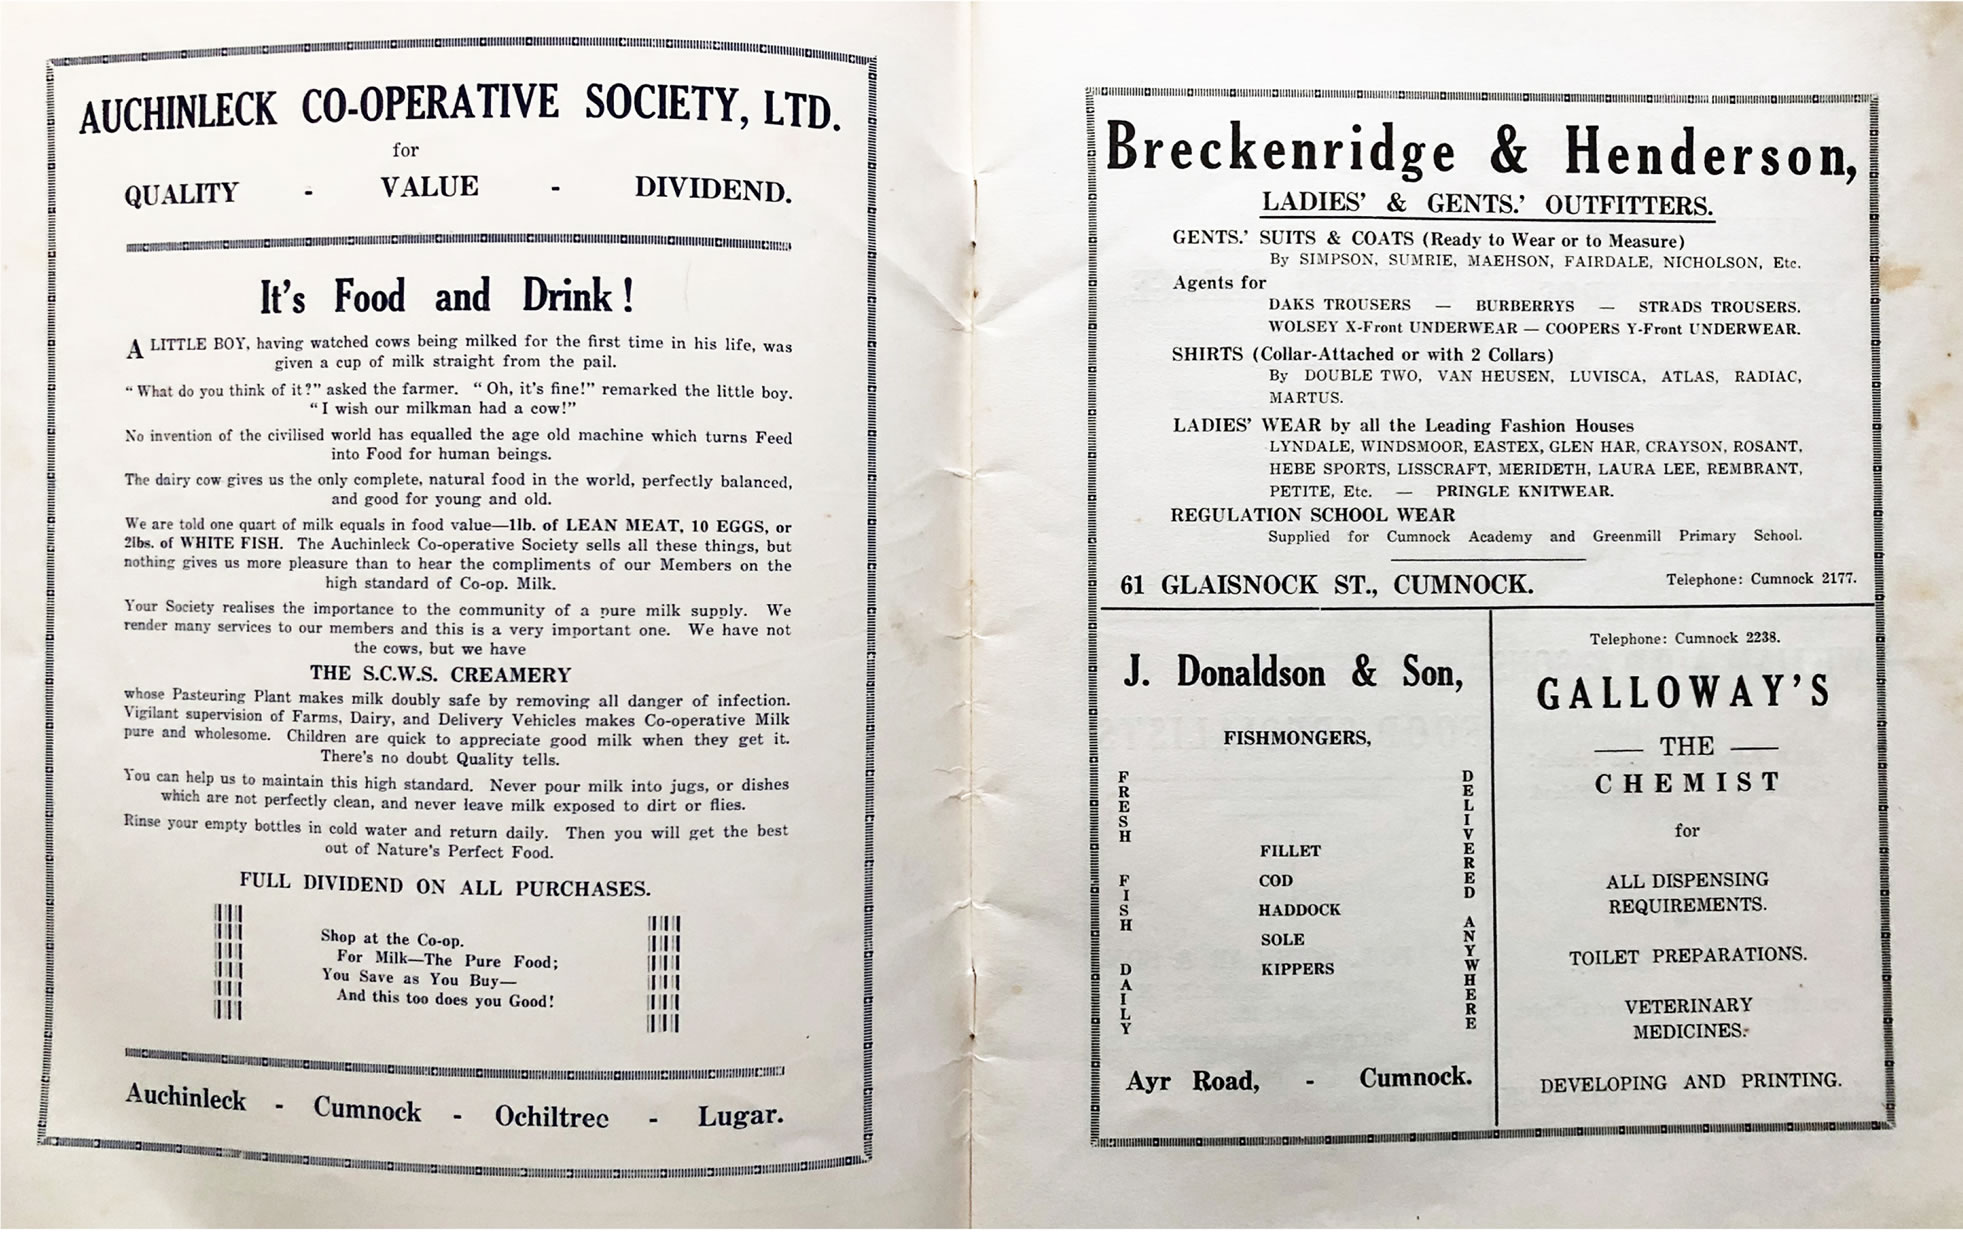 AUCHINLECK CO-OPERATIVE SOCIETY, LTD.
for
QUALITY - VALUE - DIVIDEND.
It's Food and Drink!
A LITTLE BOY, having watched cows being milked for the first time in his life, was
given a cup of milk straight from the pail.
"What do you think of it?" asked the farmer. "Oh, it's fine!" remarked the little boy.
"I wish our milkman had a cow!"
No invention of the civilised world has equalled the age old machine which turns Feed
into Food for human beings.
The dairy cow gives us the only complete, natural food in the world, perfectly balanced,
and good for young and old.
We are told one quart of milk equals in food value—1lb. of LEAN MEAT, 10 EGGS, or
2lbs. of WHITE FISH. The Auchinleck Co-operative Society sells all these things, but
nothing gives us more pleasure than to hear the compliments of our Members on the
high standard of Co-op. Milk.
Your Society realises the importance to the community of a pure milk supply. We
render many services to our members and this is a very important one. We have not
the cows, but we have
THE S.C.W.S. CREAMERY
whose Pasteuring Plant makes milk doubly safe by removing all danger of infection.
Vigilant supervision of Farms, Dairy, and Delivery Vehicles makes Co-operative Milk
pure and wholesome. Children are quick to appreciate good milk when they get it.
There's no doubt Quality tells.
You can help us to maintain this high standard. Never pour milk into jugs, or dishes
which are not perfectly clean, and never leave milk exposed to dirt or flies.
Rinse your empty bottles in cold water and return daily. Then you will get the best
out of Nature's Perfect Food.
FULL DIVIDEND ON ALL PURCHASES.
Shop at the Co-op.
For Milk—The Pure Food;
You Save as You Buy—
And this too does you Good!
Auchinleck - Cumnock - Ochiltree - Lugar.
Breckenridge & Henderson,
LADIES' & GENTS.' OUTFITTERS.
GENTS.' SUITS & COATS (Ready to Wear or to Measure)
By SIMPSON, SUMRIE, MAEHSON, FAIRDALE, NICHOLSON, Etc.
Agents for
DAKS TROUSERS — BURBERRYS — STRADS TROUSERS.
WOLSEY X-Front UNDERWEAR — COOPERS Y-Front UNDERWEAR.
SHIRTS (Collar-Attached or with 2 Collars)
By DOUBLE TWO, VAN HEUSEN, LUVISCA, ATLAS, RADIAC,
MARTUS.
LADIES' WEAR by all the Leading Fashion Houses
LYNDALE, WINDSMOOR, EASTEX, GLEN HAR, CRAYSON, ROSANT,
HEBE SPORTS, LISSCRAFT, MERIDETH, LAURA LEE, REMBRANT,
PETITE, Etc. — PRINGLE KNITWEAR.
REGULATION SCHOOL WEAR
Supplied for Cumnock Academy and Greenmill Primary School.
61 GLAISNOCK ST., CUMNOCK. Telephone: Cumnock 2177.
J. Donaldson & Son,
FISHMONGERS,
FRESH FISH DAILY
FILLET
COD
HADDOCK
SOLE
KIPPERS
DELIVERED ANYWHERE
Ayr Road, - Cumnock.
Telephone: Cumnock 2238.
GALLOWAY'S
— THE —
CHEMIST
for
ALL DISPENSING
REQUIREMENTS.
TOILET PREPARATIONS.
VETERINARY
MEDICINES.
DEVELOPING AND PRINTING.